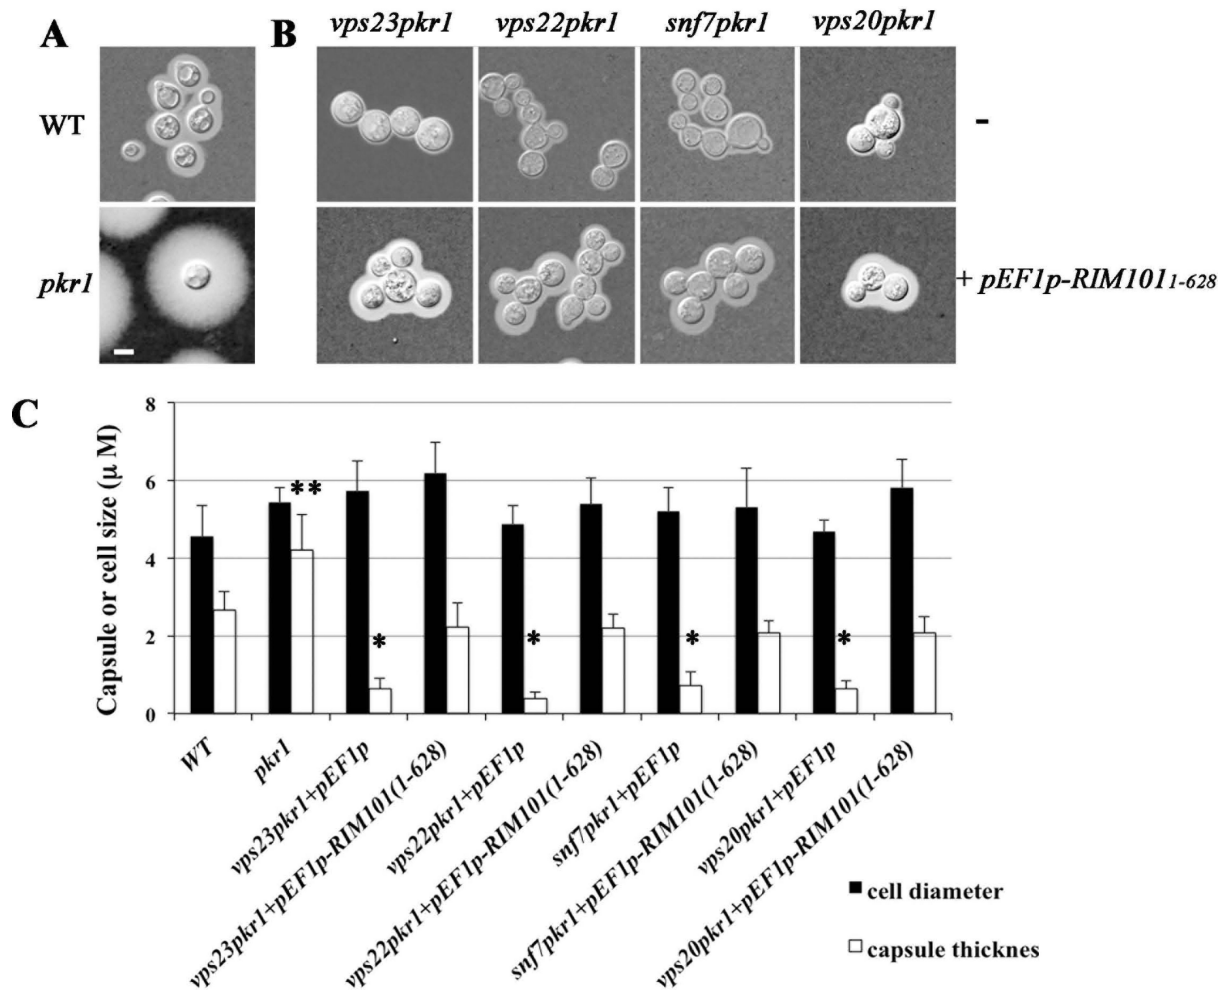 A
B
vps23pkr1 vps22pkr1 snf7pkr1 vps20pkr1
WT
-
pkr1
+ pEF1p-RIM101 1-628
C
Capsule or cell size (μ M)
8
6
4
2
0
**
*
*
*
*
WT
pkr1
vps23pkr1+pEF1p
vps23pkr1+pEF1p-RIM101(1-628)
vps22pkr1+pEF1p
vps22pkr1+pEF1p-RIM101(1-628)
snf7pkr1+pEF1p
snf7pkr1+pEF1p-RIM101(1-628)
vps20pkr1+pEF1p
vps20pkr1+pEF1p-RIM101(1-628)
cell diameter
capsule thicknes